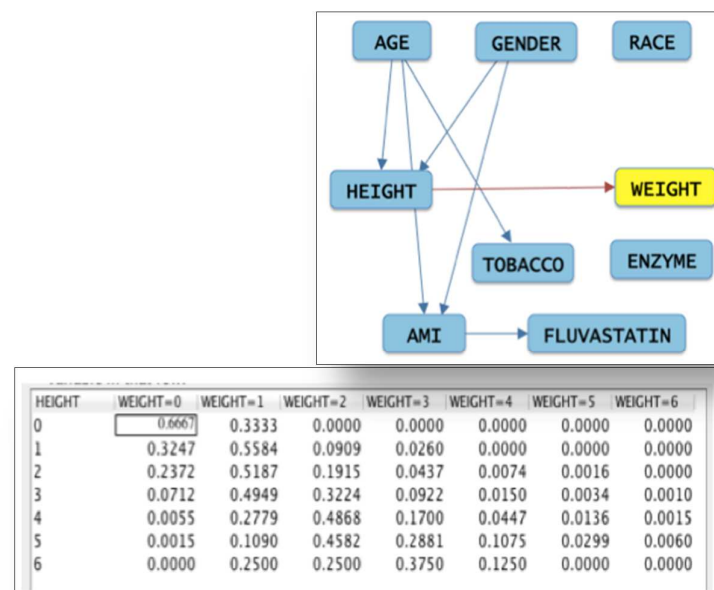 AGE GENDER RACE
HEIGHT WEIGHT
TOBACCO ENZYME
AMI FLUVASTATIN
HEIGHT WEIGHT=0 WEIGHT=1 WEIGHT=2 WEIGHT=3 WEIGHT=4 WEIGHT=5 WEIGHT=6
0 0.6667 0.3333 0.0000 0.0000 0.0000 0.0000 0.0000
1 0.3247 0.5584 0.0909 0.0260 0.0000 0.0000 0.0000
2 0.2372 0.5187 0.1915 0.0437 0.0074 0.0016 0.0000
3 0.0712 0.4949 0.3224 0.0922 0.0150 0.0034 0.0010
4 0.0055 0.2779 0.4868 0.1700 0.0447 0.0136 0.0015
5 0.0015 0.1090 0.4582 0.2881 0.1075 0.0299 0.0060
6 0.0000 0.2500 0.2500 0.3750 0.1250 0.0000 0.0000